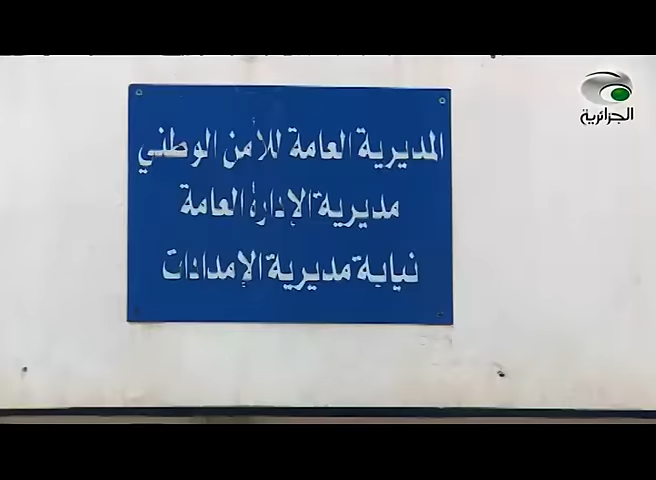 الجزائرية
المديرية العامة للأمن الوطني
مديرية الإدارة العامة
نيابة مديرية الإمدادات